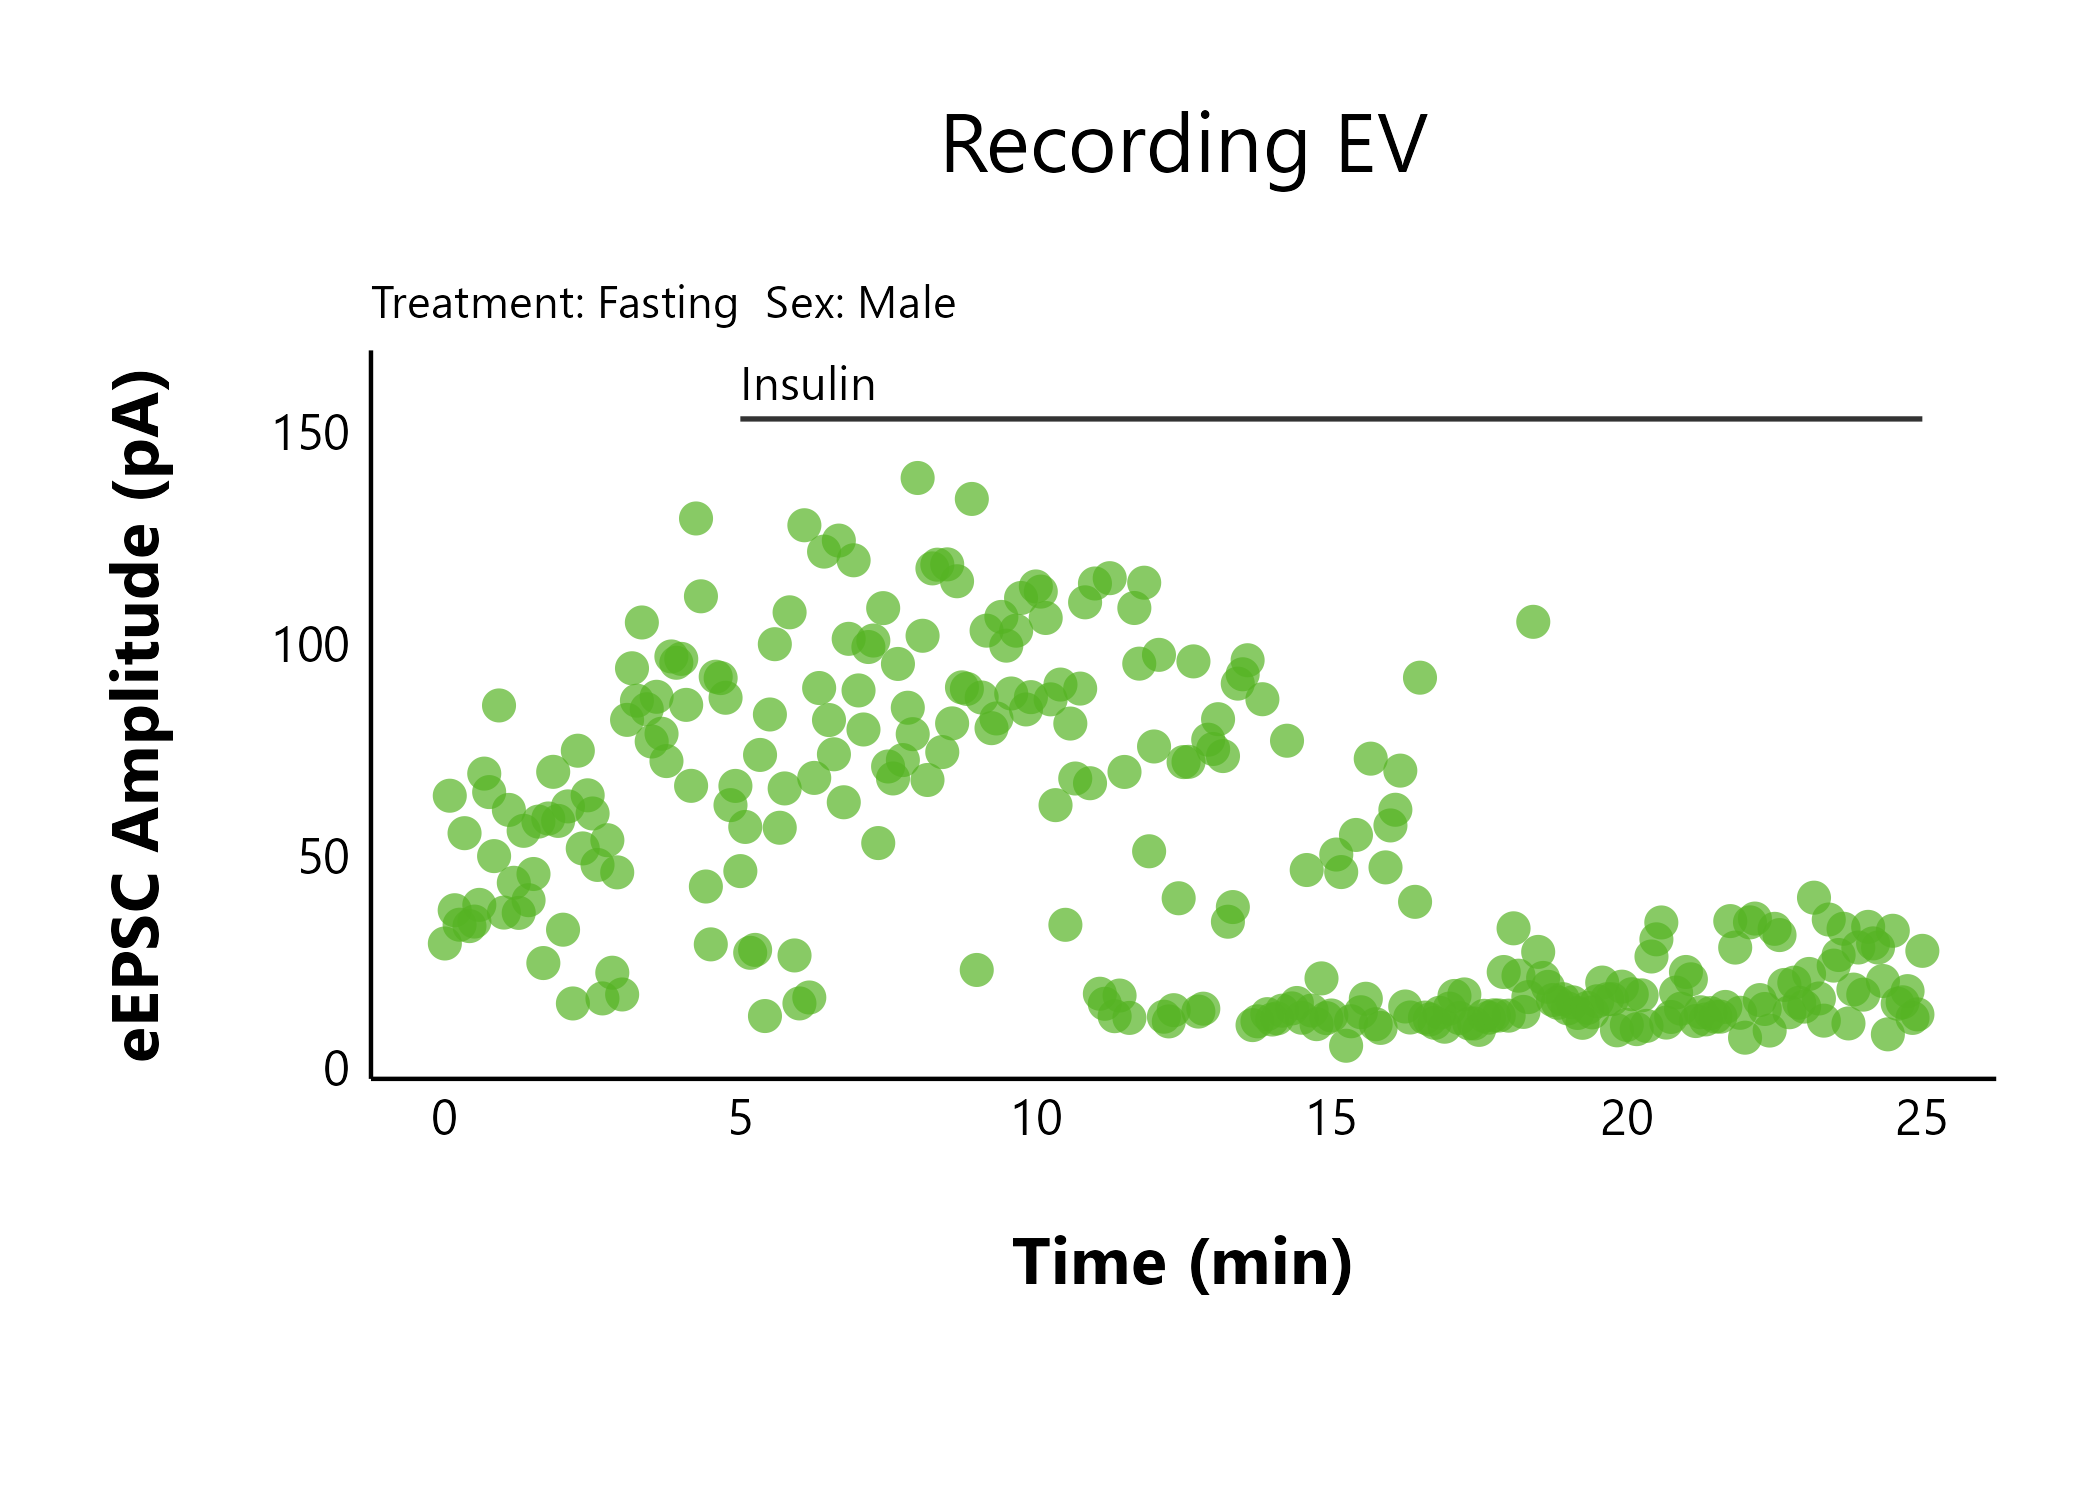 Recording EV
Treatment: Fasting  Sex: Male
Insulin
eEPSC Amplitude (pA)
150
100
50
0
0 5 10 15 20 25
Time (min)